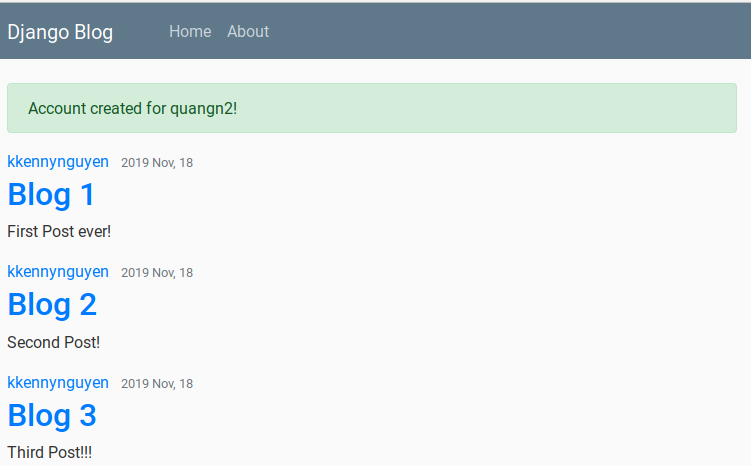 Django Blog Home About
Account created for quangn2!
kkennynguyen 2019 Nov, 18
Blog 1
First Post ever!
kkennynguyen 2019 Nov, 18
Blog 2
Second Post!
kkennynguyen 2019 Nov, 18
Blog 3
Third Post!!!